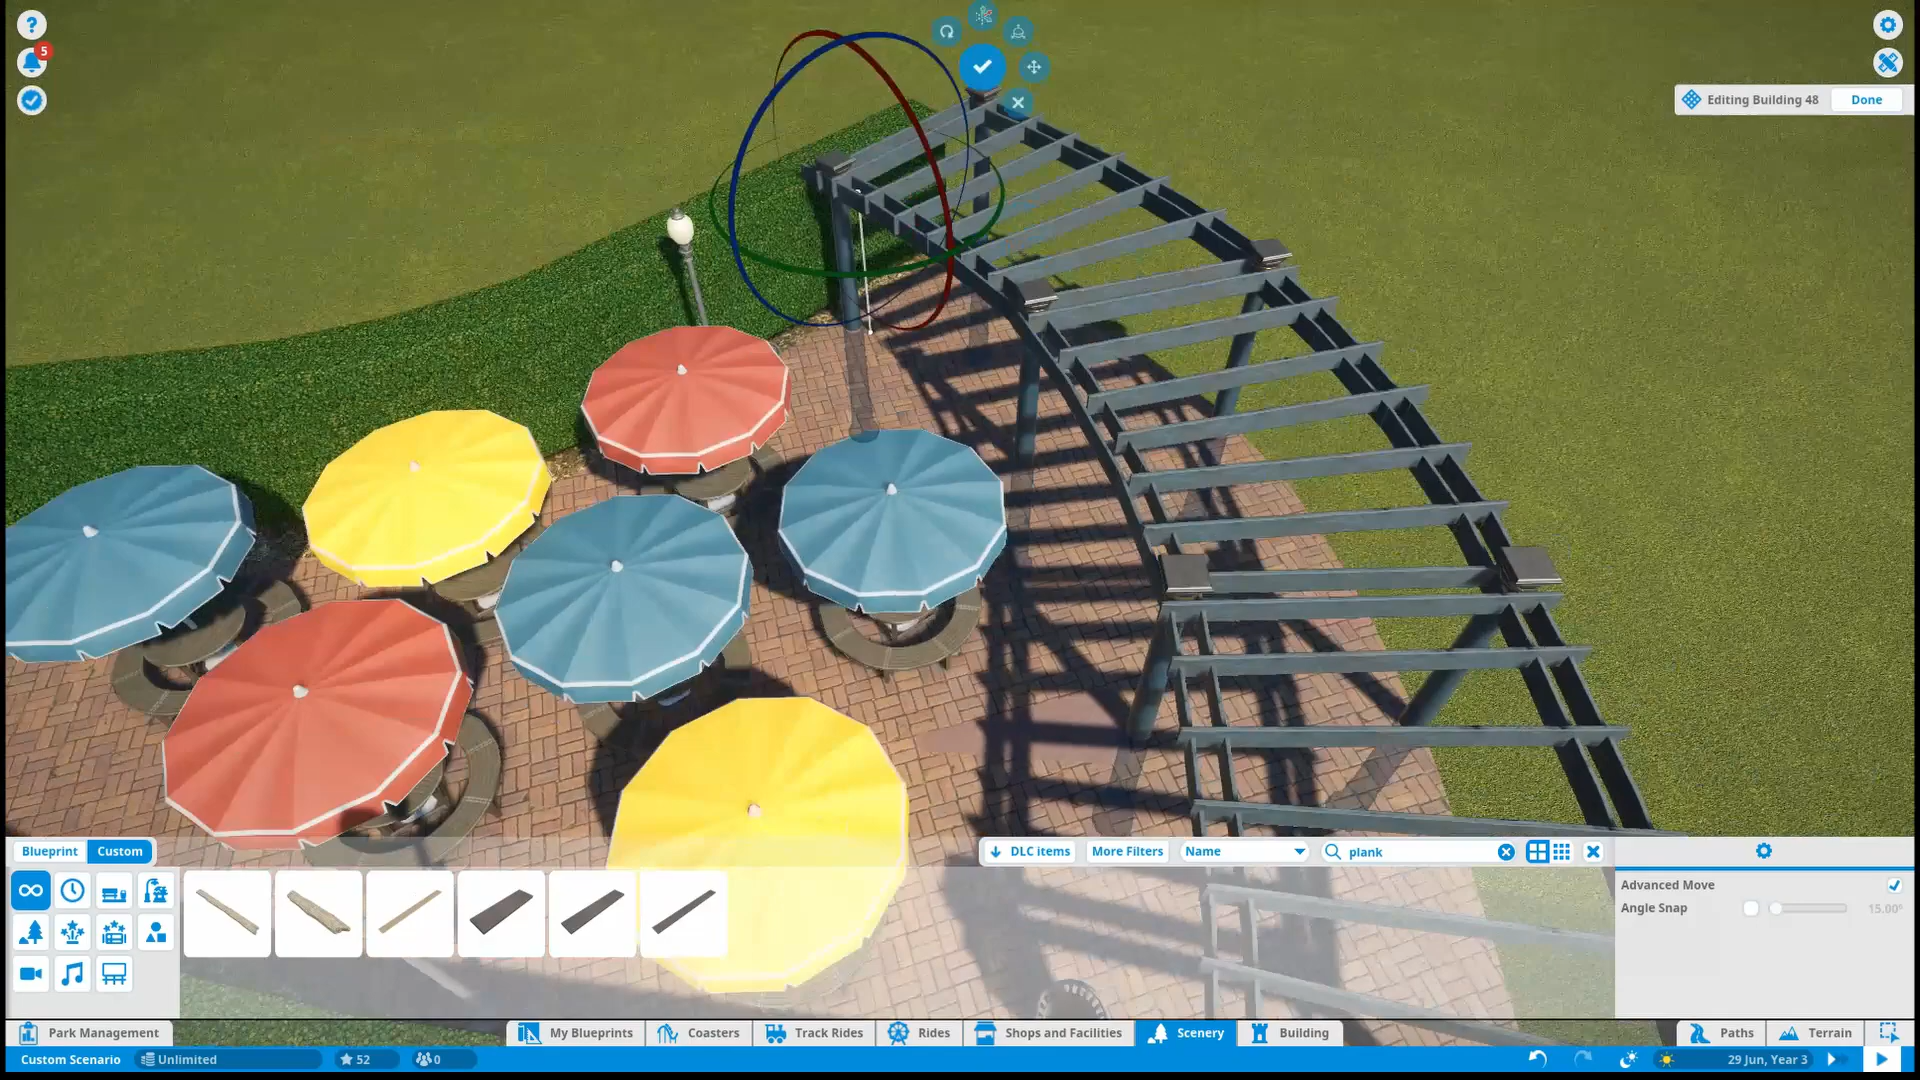 ?
5
Editing Building 48 Done
Blueprint Custom
DLC items More Filters Name plank
Advanced Move
Angle Snap 15.00°
Park Management My Blueprints Coasters Track Rides Rides Shops and Facilities Scenery Building Paths Terrain
Custom Scenario Unlimited 52 0 29 Jun, Year 3